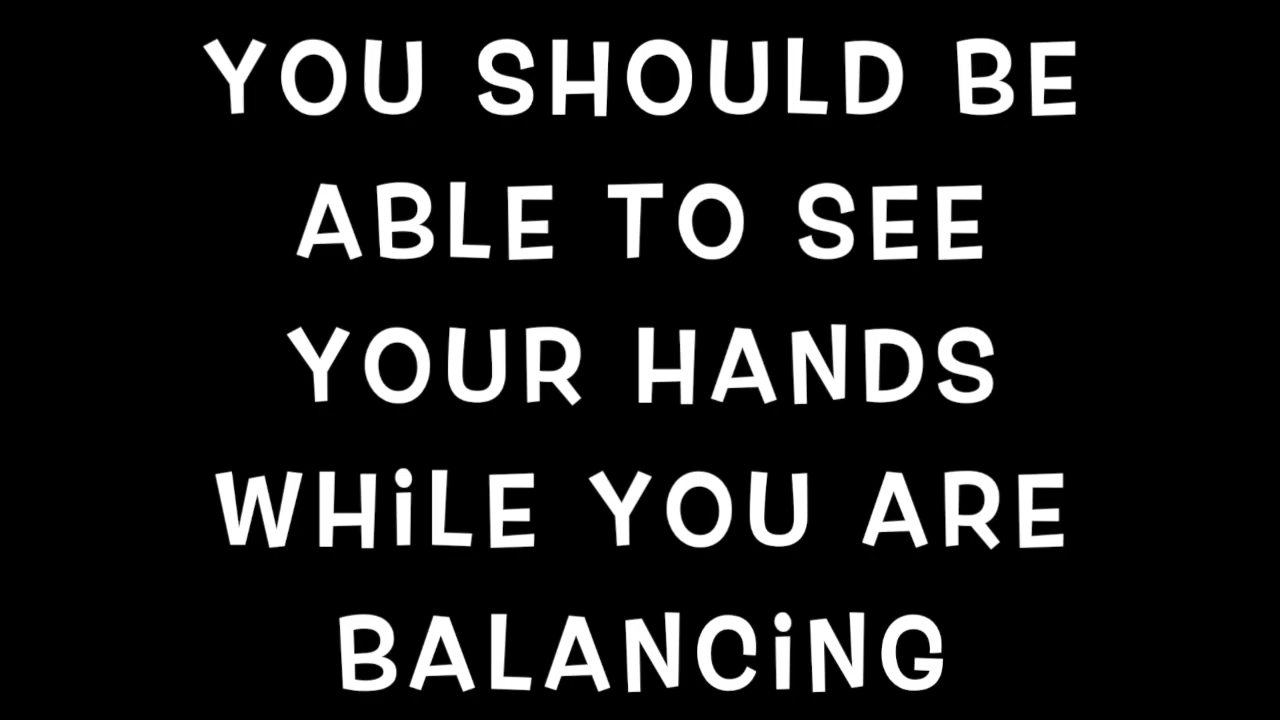 YOU SHOULD BE
ABLE TO SEE
YOUR HANDS
WHiLE YOU ARE
BALANCiNG